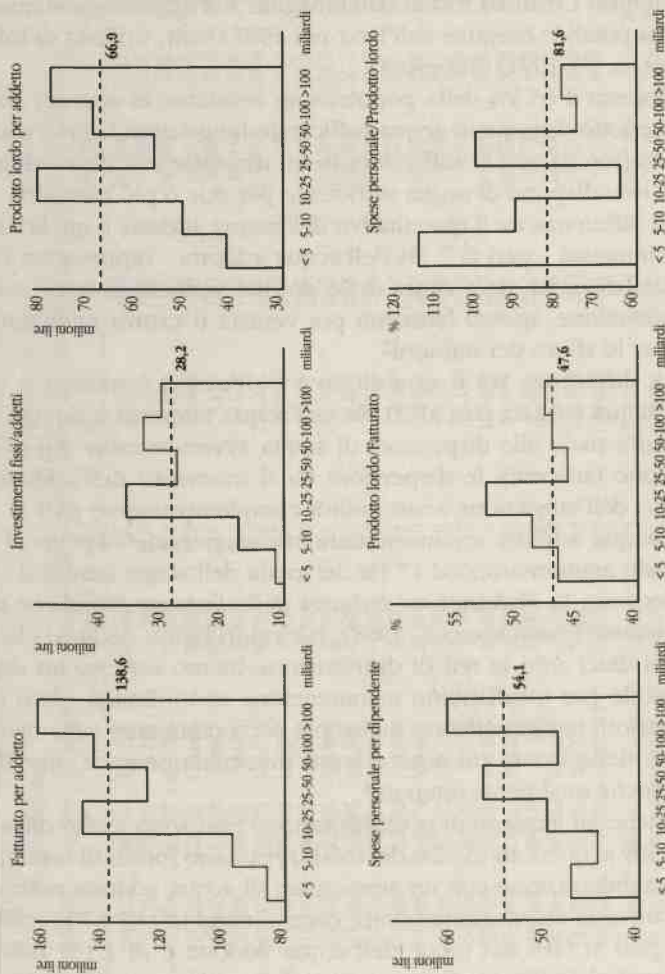 Fatturato per addetto
milioni lire
160
140
120
100
80
138,6
< 5 5-10 10-25 25-50 50-100 >100
miliardi
Investimenti fissi/addetti
milioni lire
40
30
20
10
28,2
< 5 5-10 10-25 25-50 50-100 >100
miliardi
Prodotto lordo per addetto
milioni lire
80
70
60
50
40
30
66,0
< 5 5-10 10-25 25-50 50-100 >100
miliardi
Spese personale per dipendente
milioni lire
60
50
40
54,1
< 5 5-10 10-25 25-50 50-100 >100
miliardi
Prodotto lordo/Fatturato
%
55
50
45
40
47,6
< 5 5-10 10-25 25-50 50-100 >100
miliardi
Spese personale/Prodotto lordo
% 120
110
100
90
80
70
60
81,6
< 5 5-10 10-25 25-50 50-100 >100
miliardi